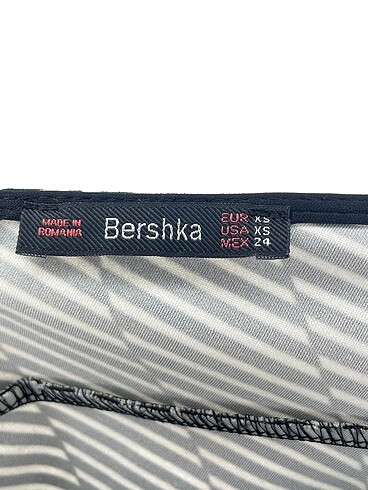 MADE IN
ROMANIA
Bershka
EUR XS
USA XS
MEX 24